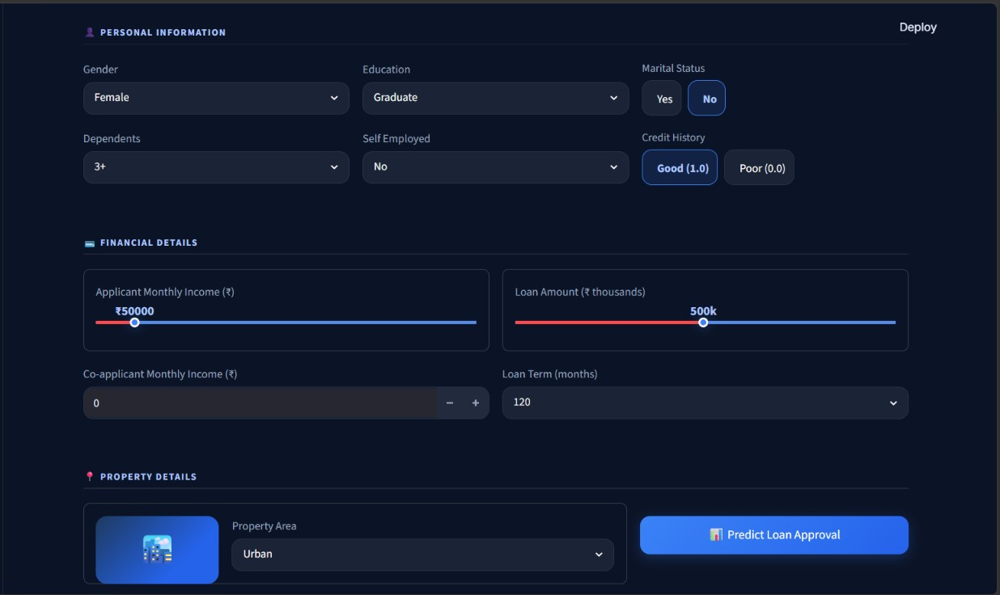 Deploy
PERSONAL INFORMATION
Gender
Education
Marital Status
Female
Graduate
Yes
No
Dependents
Self Employed
Credit History
3+
No
Good (1.0)
Poor (0.0)
FINANCIAL DETAILS
Applicant Monthly Income (₹)
Loan Amount (₹ thousands)
₹50000
500k
Co-applicant Monthly Income (₹)
Loan Term (months)
0
120
PROPERTY DETAILS
Property Area
Urban
Predict Loan Approval